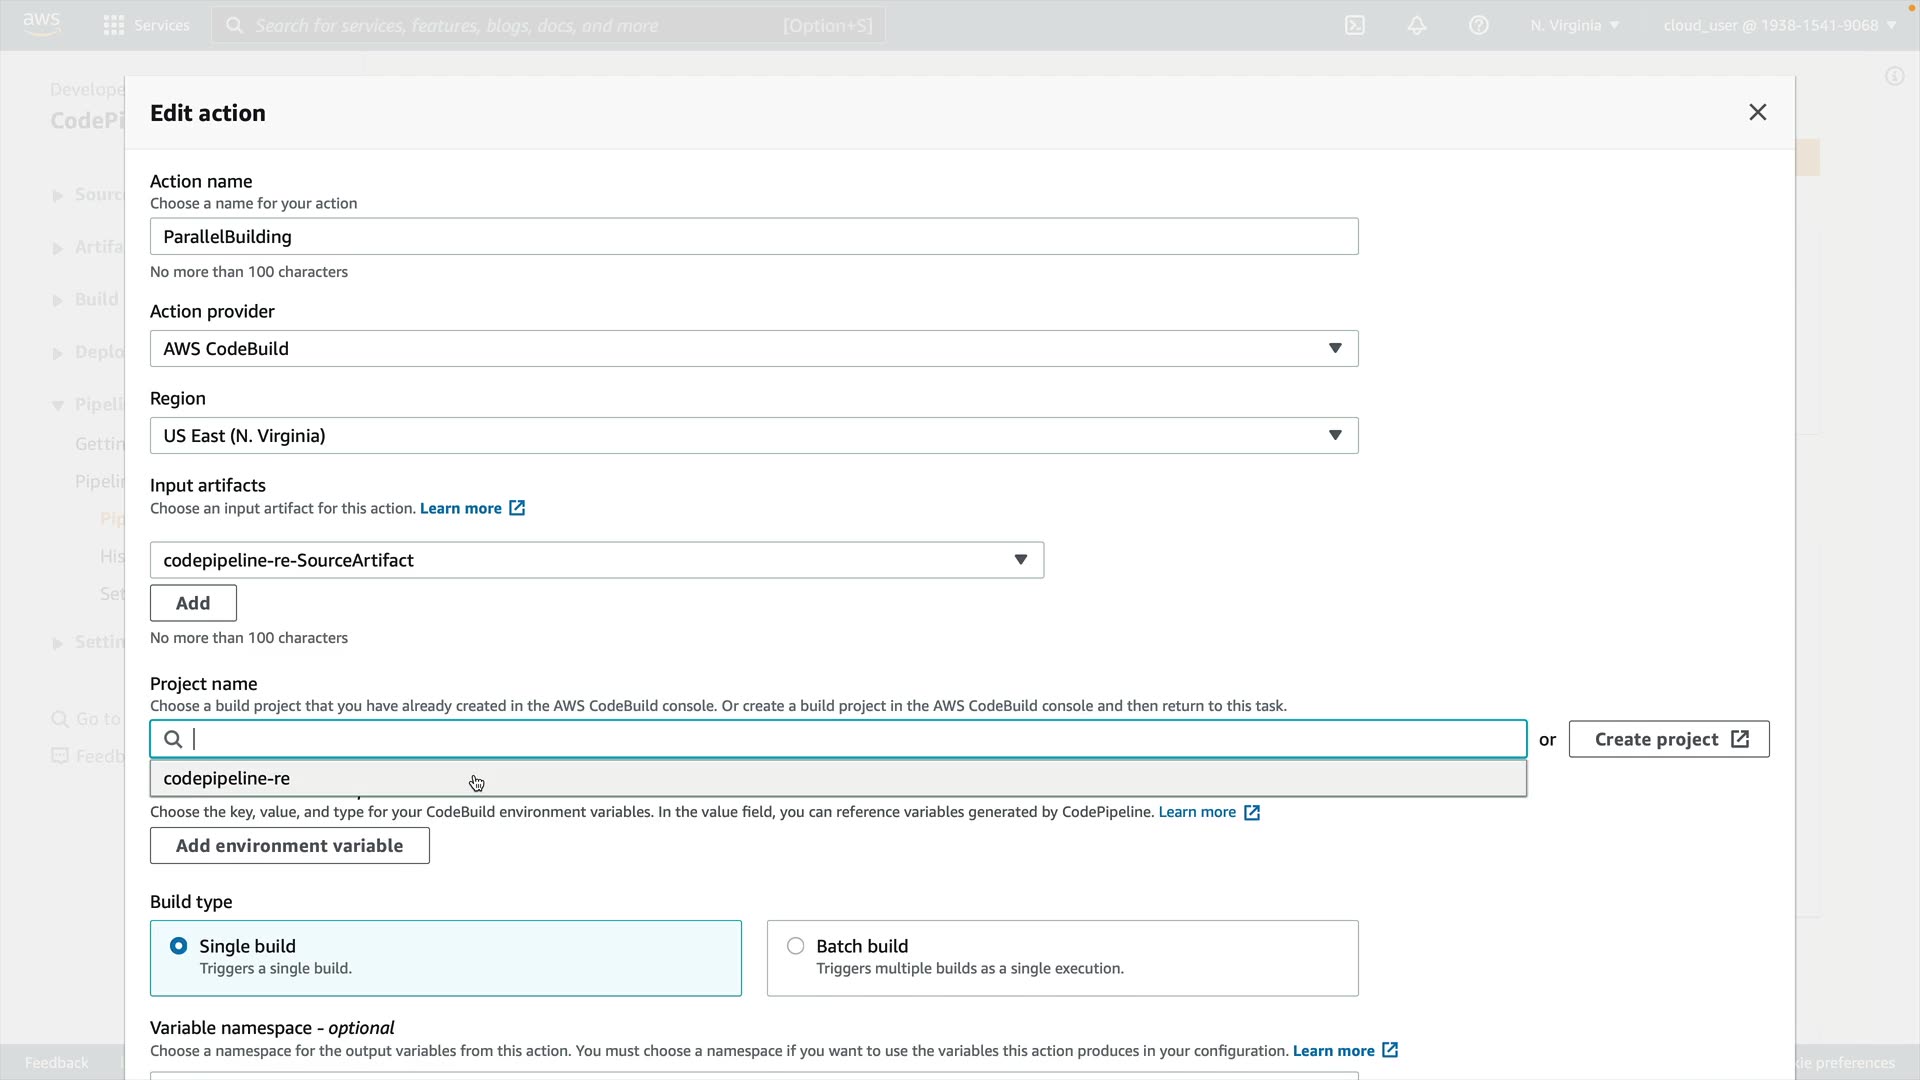 aws
Services
Search for services, features, blogs, docs, and more
[Option+S]
N. Virginia
cloud_user @ 1938-1541-9068
Develope
CodePi
Sourc
Artifa
Build
Deplo
Pipeli
Gettin
Pipelin
Pip
His
Set
Settin
Go to
Feedb
Edit action
Action name
Choose a name for your action
ParallelBuilding
No more than 100 characters
Action provider
AWS CodeBuild
Region
US East (N. Virginia)
Input artifacts
Choose an input artifact for this action. Learn more
codepipeline-re-SourceArtifact
Add
No more than 100 characters
Project name
Choose a build project that you have already created in the AWS CodeBuild console. Or create a build project in the AWS CodeBuild console and then return to this task.
or
Create project
codepipeline-re
Choose the key, value, and type for your CodeBuild environment variables. In the value field, you can reference variables generated by CodePipeline. Learn more
Add environment variable
Build type
Single build
Triggers a single build.
Batch build
Triggers multiple builds as a single execution.
Variable namespace - optional
Choose a namespace for the output variables from this action. You must choose a namespace if you want to use the variables this action produces in your configuration. Learn more
Feedback
kie preferences